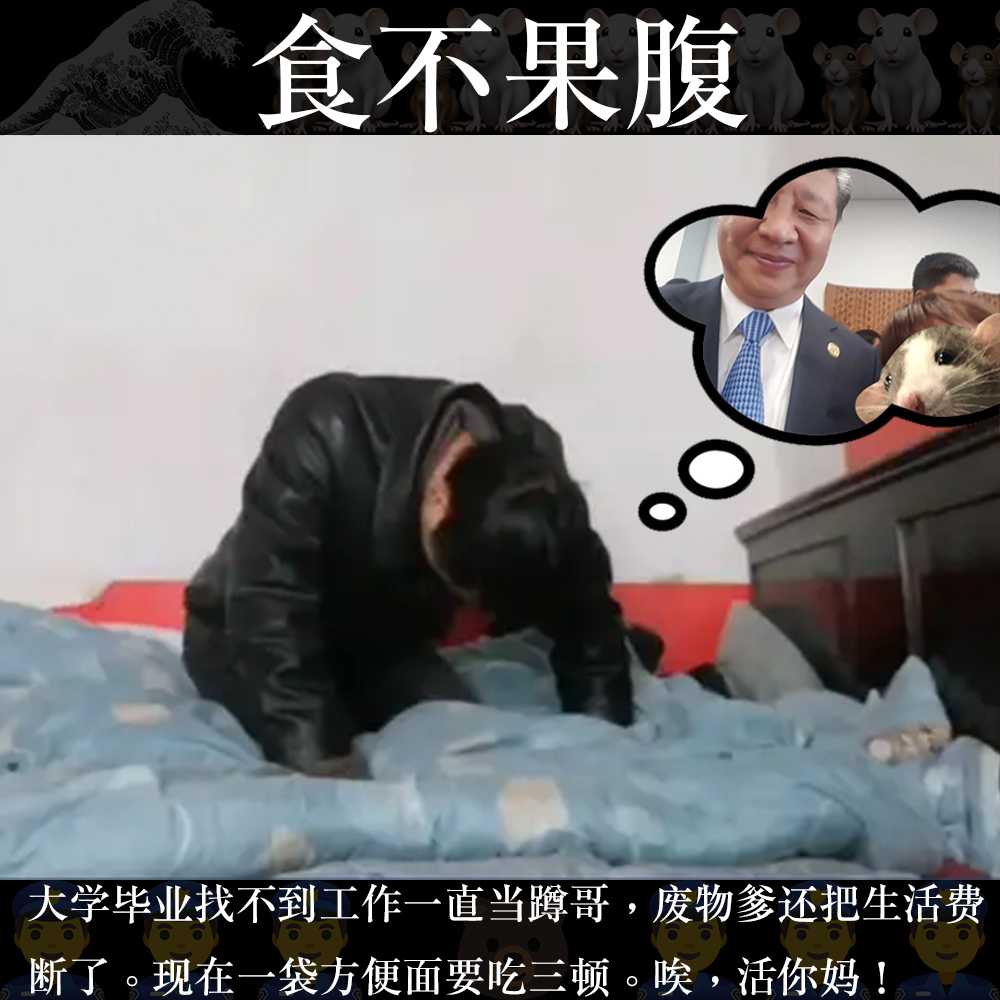 食不果腹
大学毕业找不到工作一直当蹲哥，废物爹还把生活费
断了。现在一袋方便面要吃三顿。唉，活你妈！